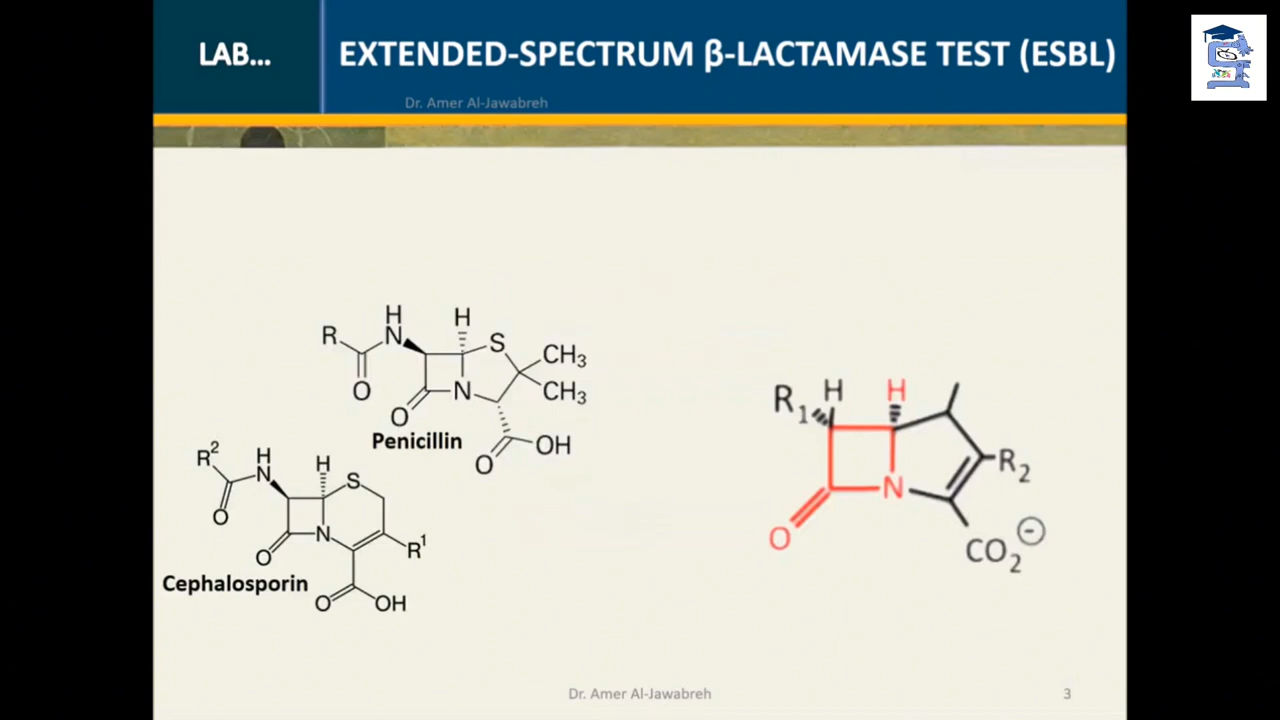 LAB...
EXTENDED-SPECTRUM β-LACTAMASE TEST (ESBL)
Dr. Amer Al-Jawabreh
H
H
R
N
S
CH₃
O
N
CH₃
O
Penicillin
OH
O
R²
H
H
N
S
O
N
O
R¹
Cephalosporin
O
OH
R₁
H
H
R₂
N
O
CO₂⊖
Dr. Amer Al-Jawabreh
3